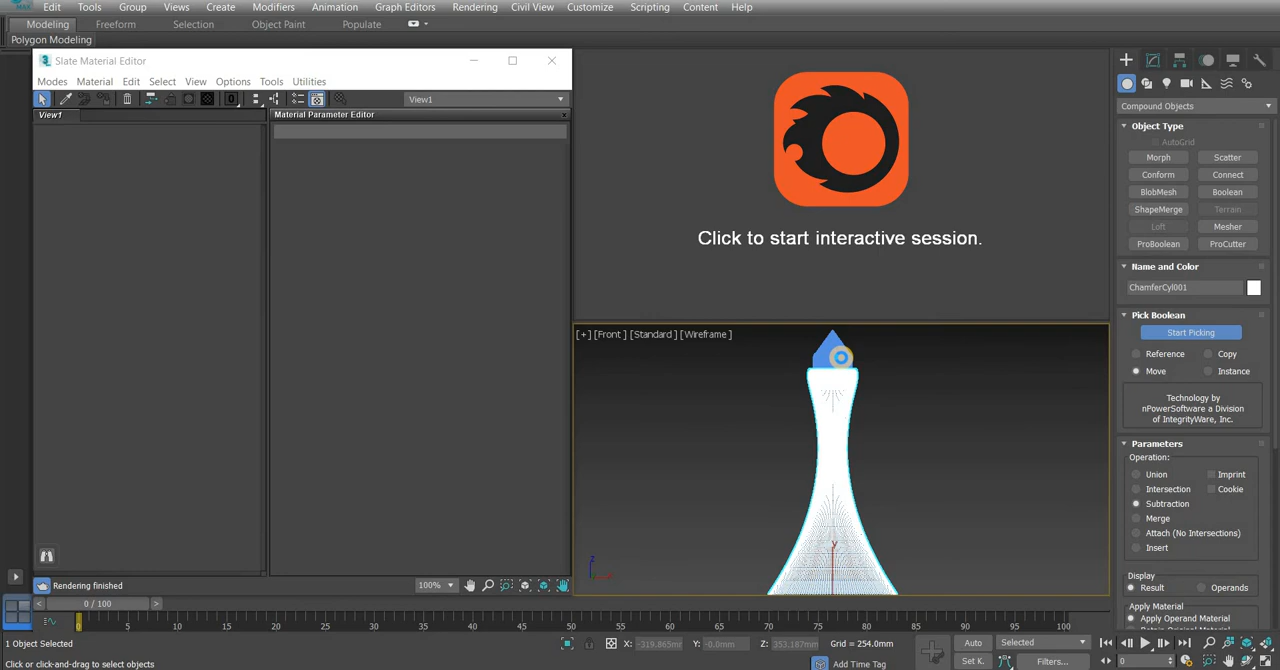 Edit Tools Group Views Create Modifiers Animation Graph Editors Rendering Civil View Customize Scripting Content Help
Modeling Freeform Selection Object Paint Populate
Polygon Modeling
Slate Material Editor
Modes Material Edit Select View Options Tools Utilities
View1
View1 Material Parameter Editor
Click to start interactive session.
[+] [Front ] [Standard ] [Wireframe ]
y
z
Rendering finished 100%
Compound Objects
Object Type
AutoGrid
Morph Scatter
Conform Connect
BlobMesh Boolean
ShapeMerge Terrain
Loft Mesher
ProBoolean ProCutter
Name and Color
ChamferCyl001
Pick Boolean
Start Picking
Reference Copy
Move Instance
Technology by
nPowerSoftware a Division
of IntegrityWare, Inc.
Parameters
Operation:
Union Imprint
Intersection Cookie
Subtraction
Merge
Attach (No Intersections)
Insert
Display
Result Operands
Apply Material
Apply Operand Material
0 / 100
0 5 10 15 20 25 30 35 40 45 50 55 60 65 70 75 80 85 90 95 100
1 Object Selected X: -319.865mm Y: -0.0mm Z: 353.187mm Grid = 254.0mm Auto Selected
Click or click-and-drag to select objects Add Time Tag Set K. Filters... 0